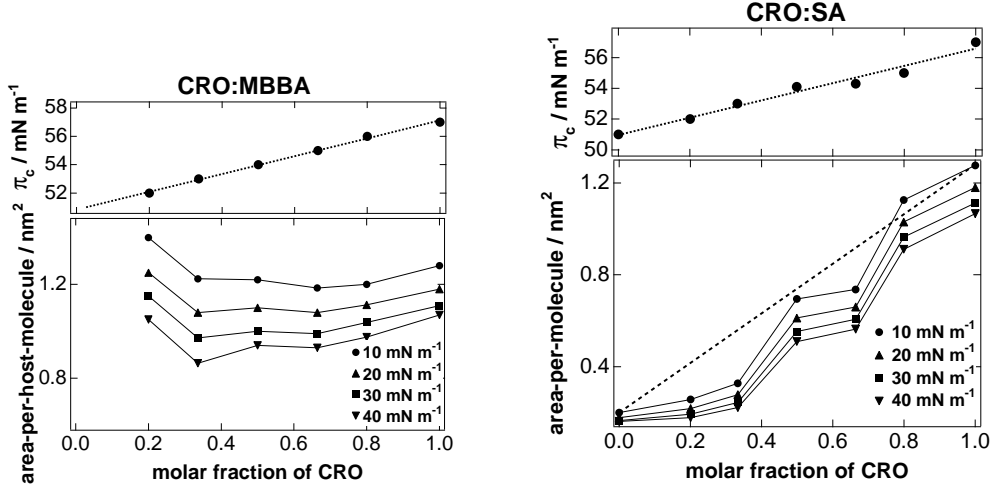 CRO:MBBA
π_c / mN m⁻¹
58
56
54
52
area-per-host-molecule / nm²
1.2
0.8
10 mN m⁻¹
20 mN m⁻¹
30 mN m⁻¹
40 mN m⁻¹
0.0 0.2 0.4 0.6 0.8 1.0
molar fraction of CRO
CRO:SA
π_c / mN m⁻¹
56
54
52
50
area-per-molecule / nm²
1.2
0.8
0.4
10 mN m⁻¹
20 mN m⁻¹
30 mN m⁻¹
40 mN m⁻¹
0.0 0.2 0.4 0.6 0.8 1.0
molar fraction of CRO